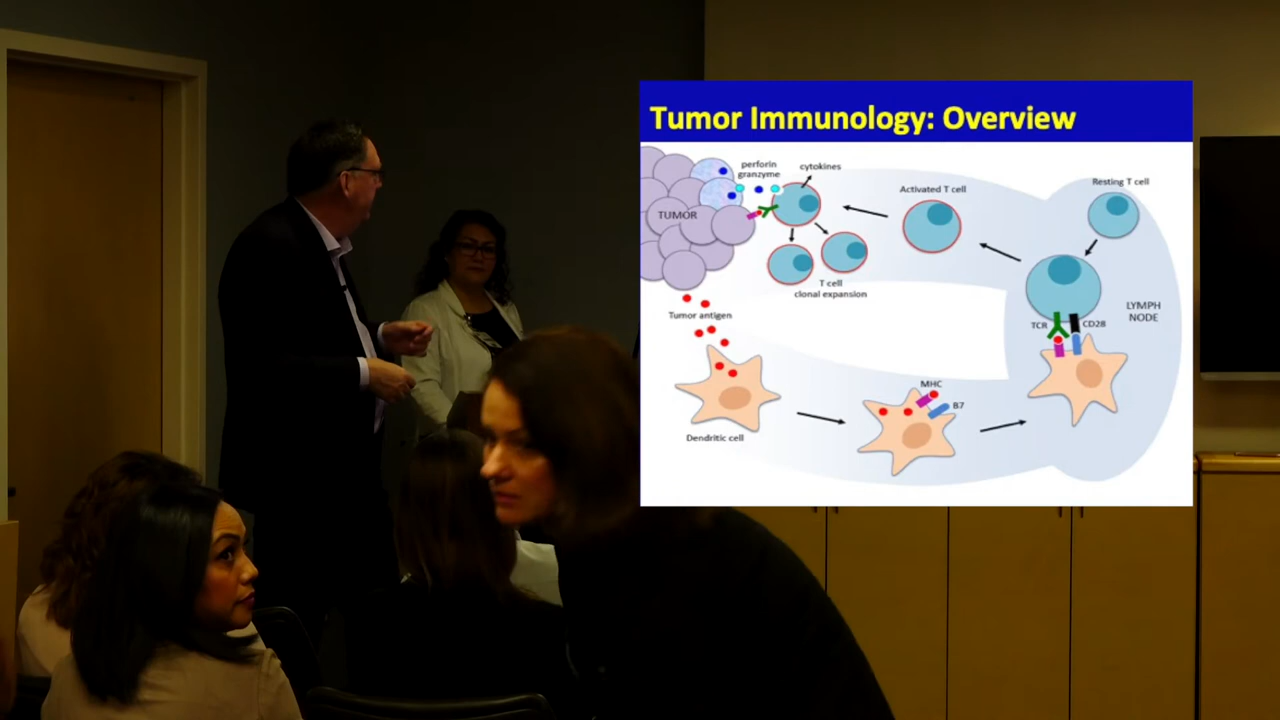 Tumor Immunology: Overview
perforin
granzyme
cytokines
Activated T cell
Resting T cell
TUMOR
T cell
clonal expansion
Tumor antigen
LYMPH
NODE
TCR
CD28
MHC
B7
Dendritic cell